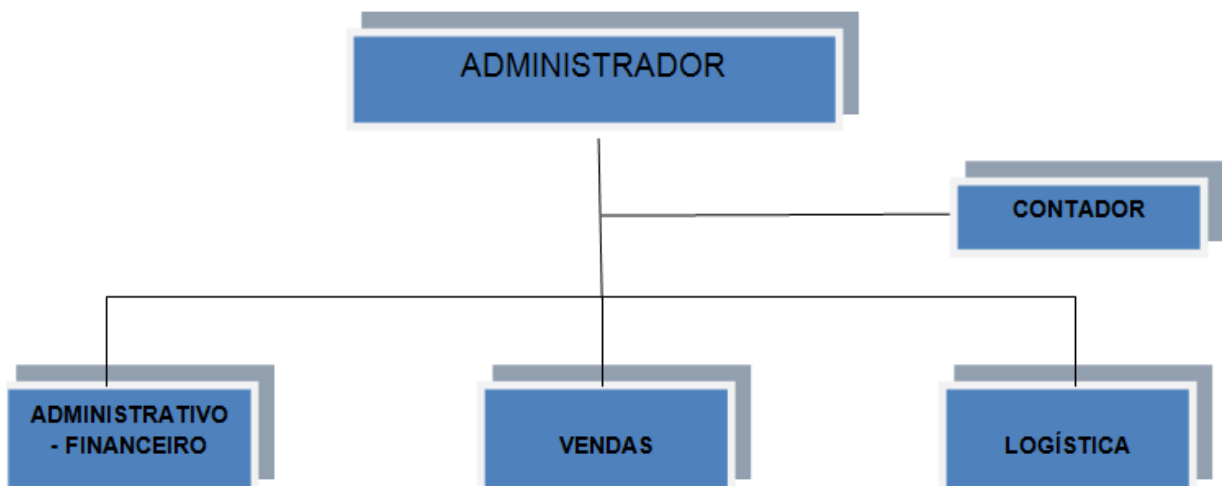 ADMINISTRADOR
CONTADOR
ADMINISTRATIVO
- FINANCEIRO
VENDAS
LOGÍSTICA